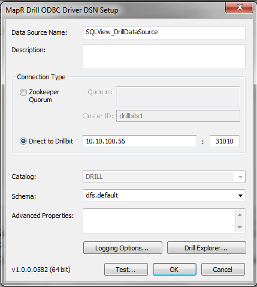 MapR Drill ODBC Driver DSN Setup
Data Source Name: SQLView_DrillDataSource
Description:
Connection Type
Zookeeper Quorum
Quorum:
Cluster ID: drillbits1
Direct to Drillbit 10.10.100.56 : 31010
Catalog: DRILL
Schema: dfs.default
Advanced Properties:
Logging Options... Drill Explorer...
v1.0.0.0582 (64 bit) Test... OK Cancel